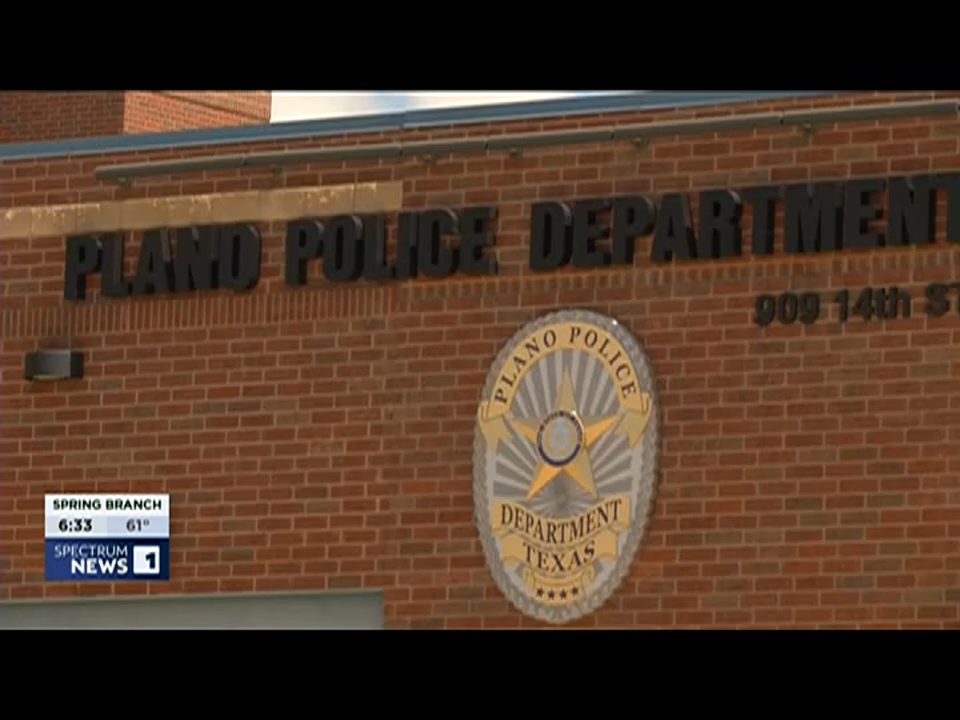 PLANO POLICE DEPARTMENT
909 14th ST
PLANO POLICE
DEPARTMENT
TEXAS
SPRING BRANCH
6:33 61°
SPECTRUM
NEWS 1